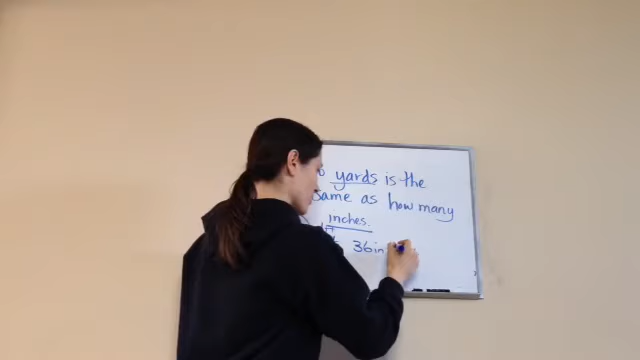 yards is the
same as how many
inches.
36in